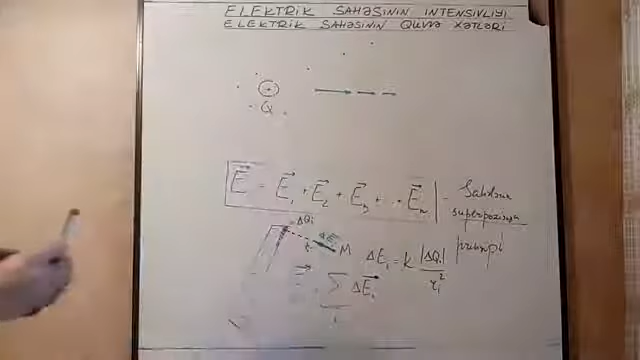 ELEKTRİK SAHƏSİNİN İNTENSİVLİYİ
ELEKTRİK SAHƏSİNİN QÜVVƏ XƏTLƏRİ
Q
E = E₁ + E₂ + E₃ + ... Eₙ - Sahələrin
superpozisiya
prinsipi
ΔQᵢ
M
ΔEᵢ = k |ΔQᵢ| / rᵢ²
= Σ ΔEᵢ
i